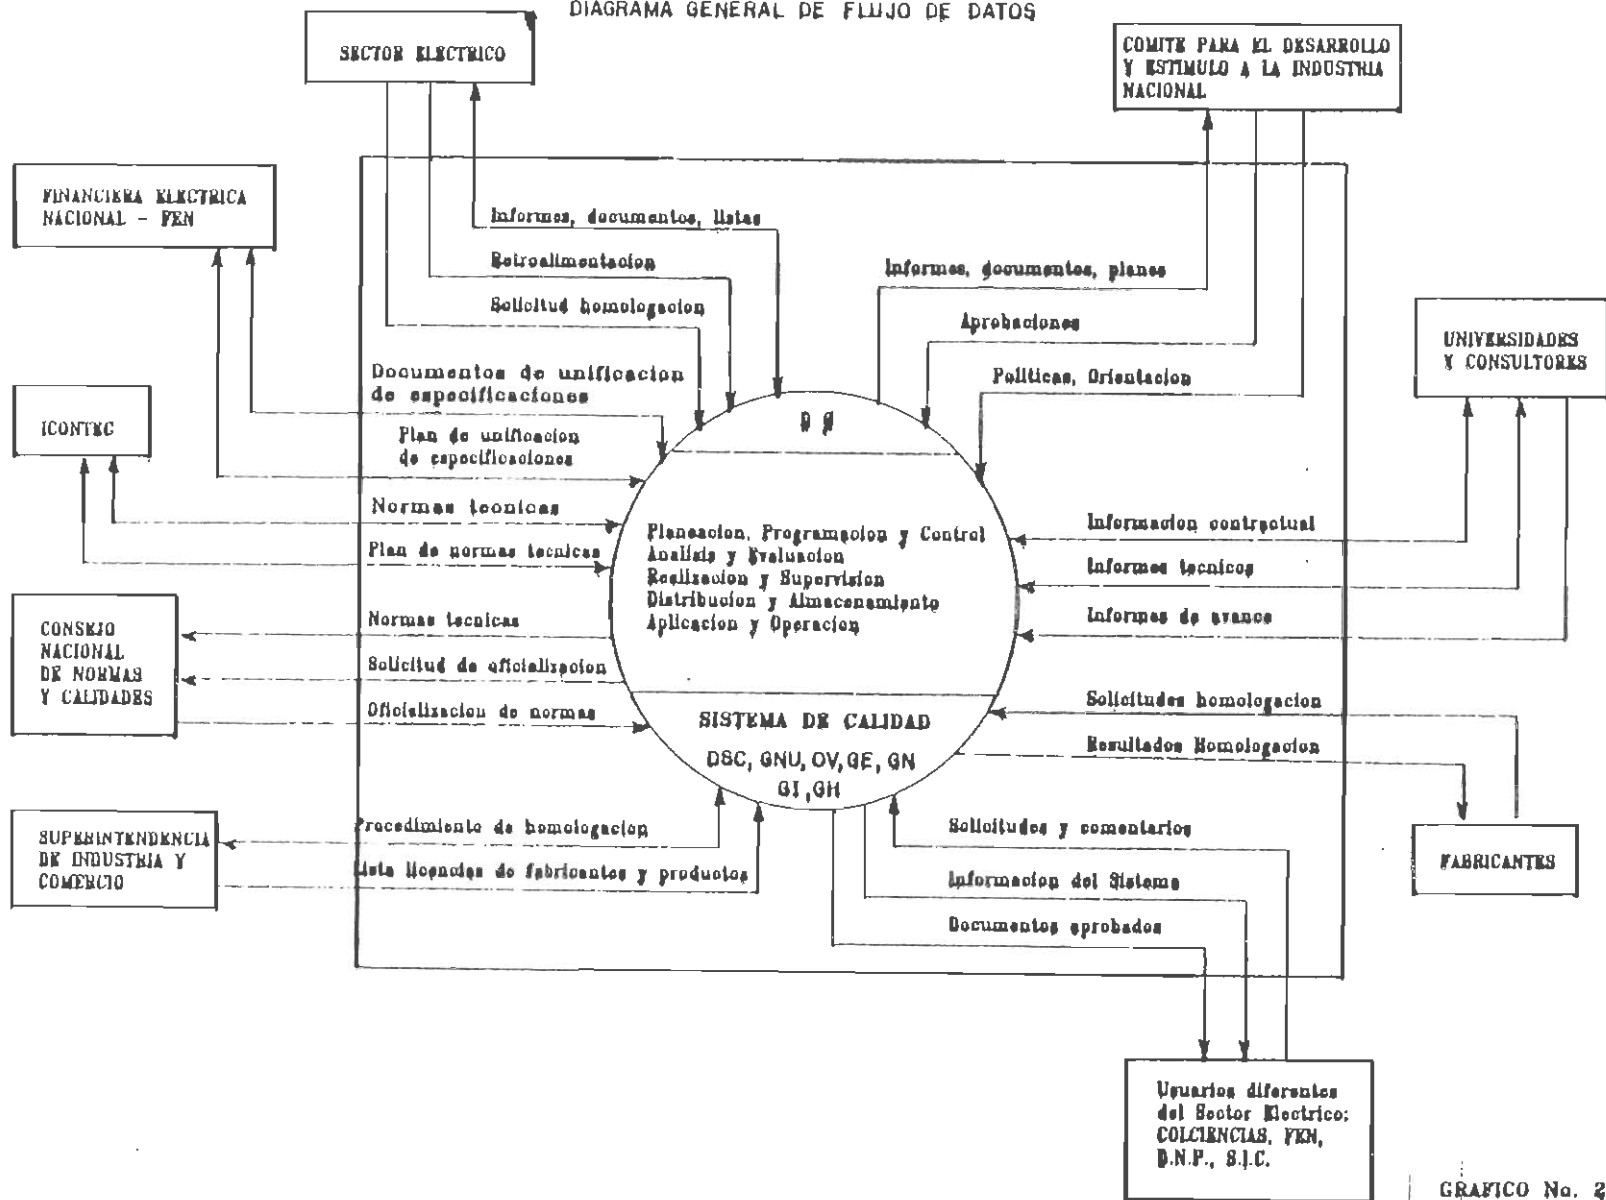 DIAGRAMA GENERAL DE FLUJO DE DATOS
SECTOR ELECTRICO
COMITE PARA EL DESARROLLO
Y ESTIMULO A LA INDUSTRIA
NACIONAL
FINANCIERA ELECTRICA
NACIONAL - FEN
Informes, documentos, listas
Retroalimentacion
Solicitud homologacion
Informes, documentos, planes
Aprobaciones
Politicas, Orientacion
UNIVERSIDADES
Y CONSULTORES
Documentos de unificacion
de especificaciones
ICONTEC
Plan de unificacion
de especificaciones
D Ø
Normas tecnicas
Plan de normas tecnicas
Planeacion, Programacion y Control
Analisis y Evaluacion
Realizacion y Supervision
Distribucion y Almacenamiento
Aplicacion y Operacion
Informacion contractual
Informes tecnicos
Informes de avance
CONSEJO
NACIONAL
DE NORMAS
Y CALIDADES
Normas tecnicas
Solicitud de oficializacion
Oficializacion de normas
SISTEMA DE CALIDAD
DSC, GNU, OV, GE, GN
GI, GH
Solicitudes homologacion
Resultados Homologacion
SUPERINTENDENCIA
DE INDUSTRIA Y
COMERCIO
Procedimiento de homologacion
Lista licencias de fabricantes y productos
Solicitudes y comentarios
Informacion del Sistema
Documentos aprobados
FABRICANTES
Usuarios diferentes
del Sector Electrico:
COLCIENCIAS, FEN,
D.N.P., S.I.C.
GRAFICO No. 2